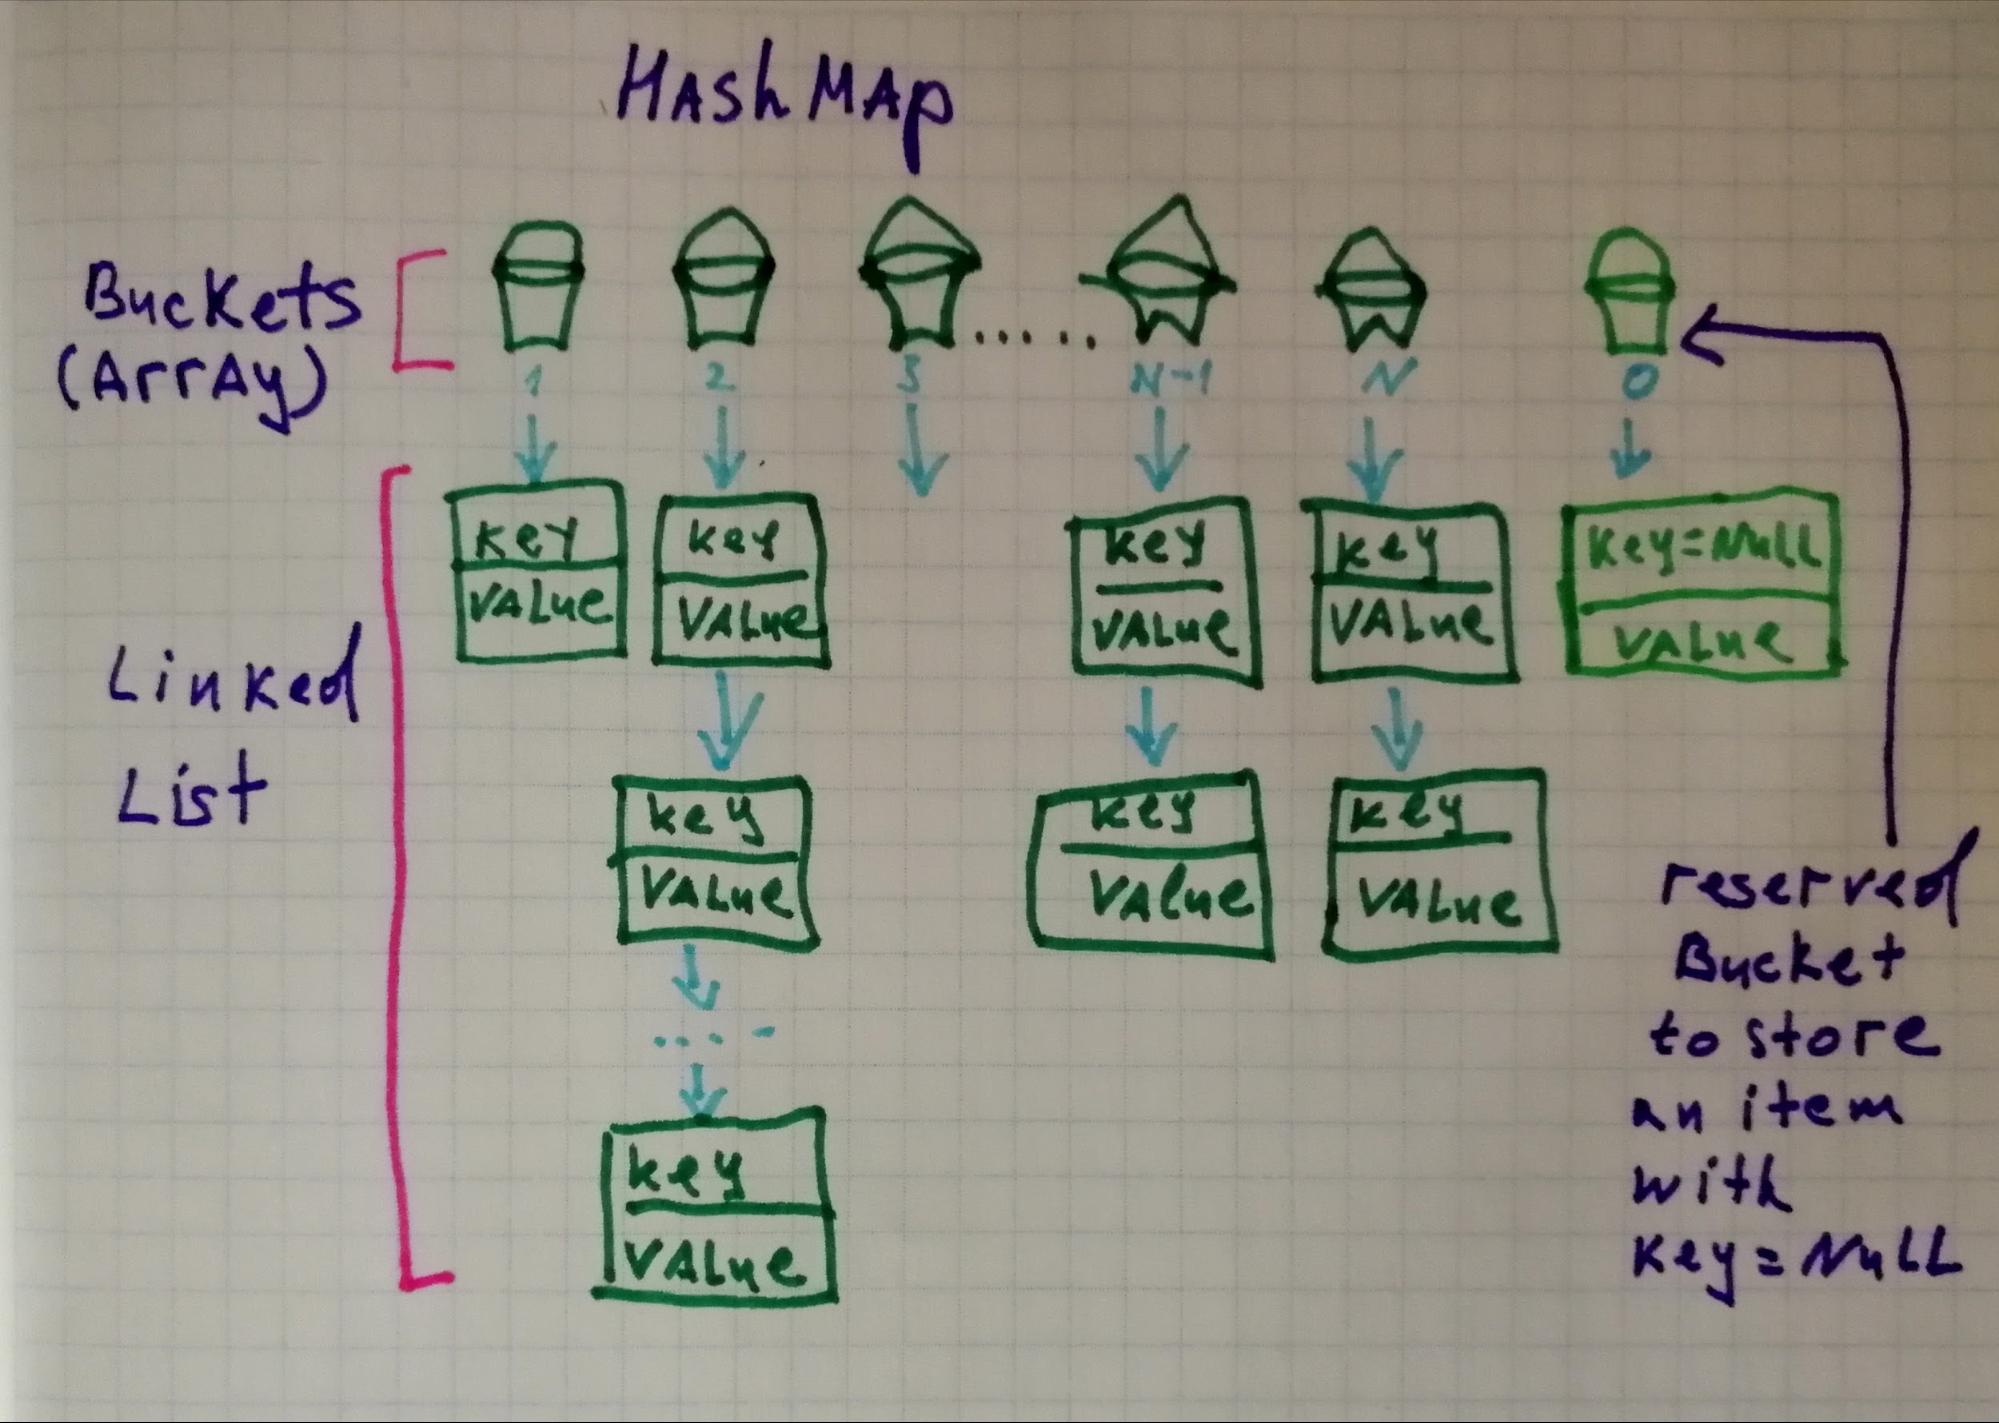 HashMap
Buckets
(Array)
1 2 3 ..... N-1 N 0
key key key key key=Null
value value value value value
Linked
List
key key key
value value value
.... -
key
value
reserved
Bucket
to store
an item
with
key=Null